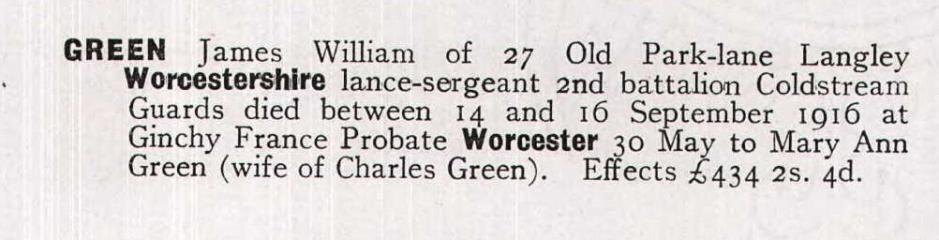 GREEN James William of 27 Old Park-lane Langley
Worcestershire lance-sergeant 2nd battalion Coldstream
Guards died between 14 and 16 September 1916 at
Ginchy France Probate Worcester 30 May to Mary Ann
Green (wife of Charles Green). Effects £434 2s. 4d.